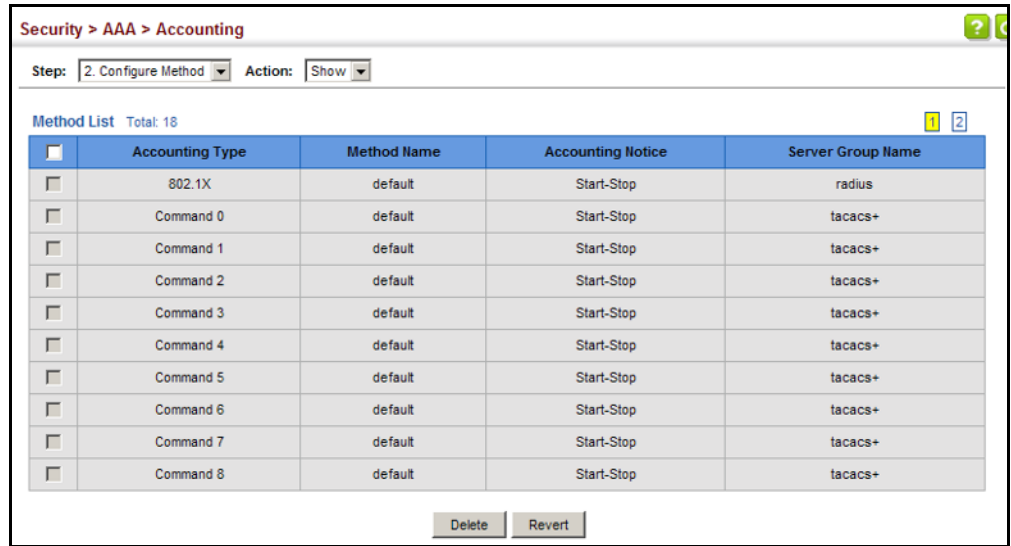 Security > AAA > Accounting ?
Step: 2. Configure Method Action: Show
Method List Total: 18 1 2
Accounting Type Method Name Accounting Notice Server Group Name
802.1X default Start-Stop radius
Command 0 default Start-Stop tacacs+
Command 1 default Start-Stop tacacs+
Command 2 default Start-Stop tacacs+
Command 3 default Start-Stop tacacs+
Command 4 default Start-Stop tacacs+
Command 5 default Start-Stop tacacs+
Command 6 default Start-Stop tacacs+
Command 7 default Start-Stop tacacs+
Command 8 default Start-Stop tacacs+
Delete Revert